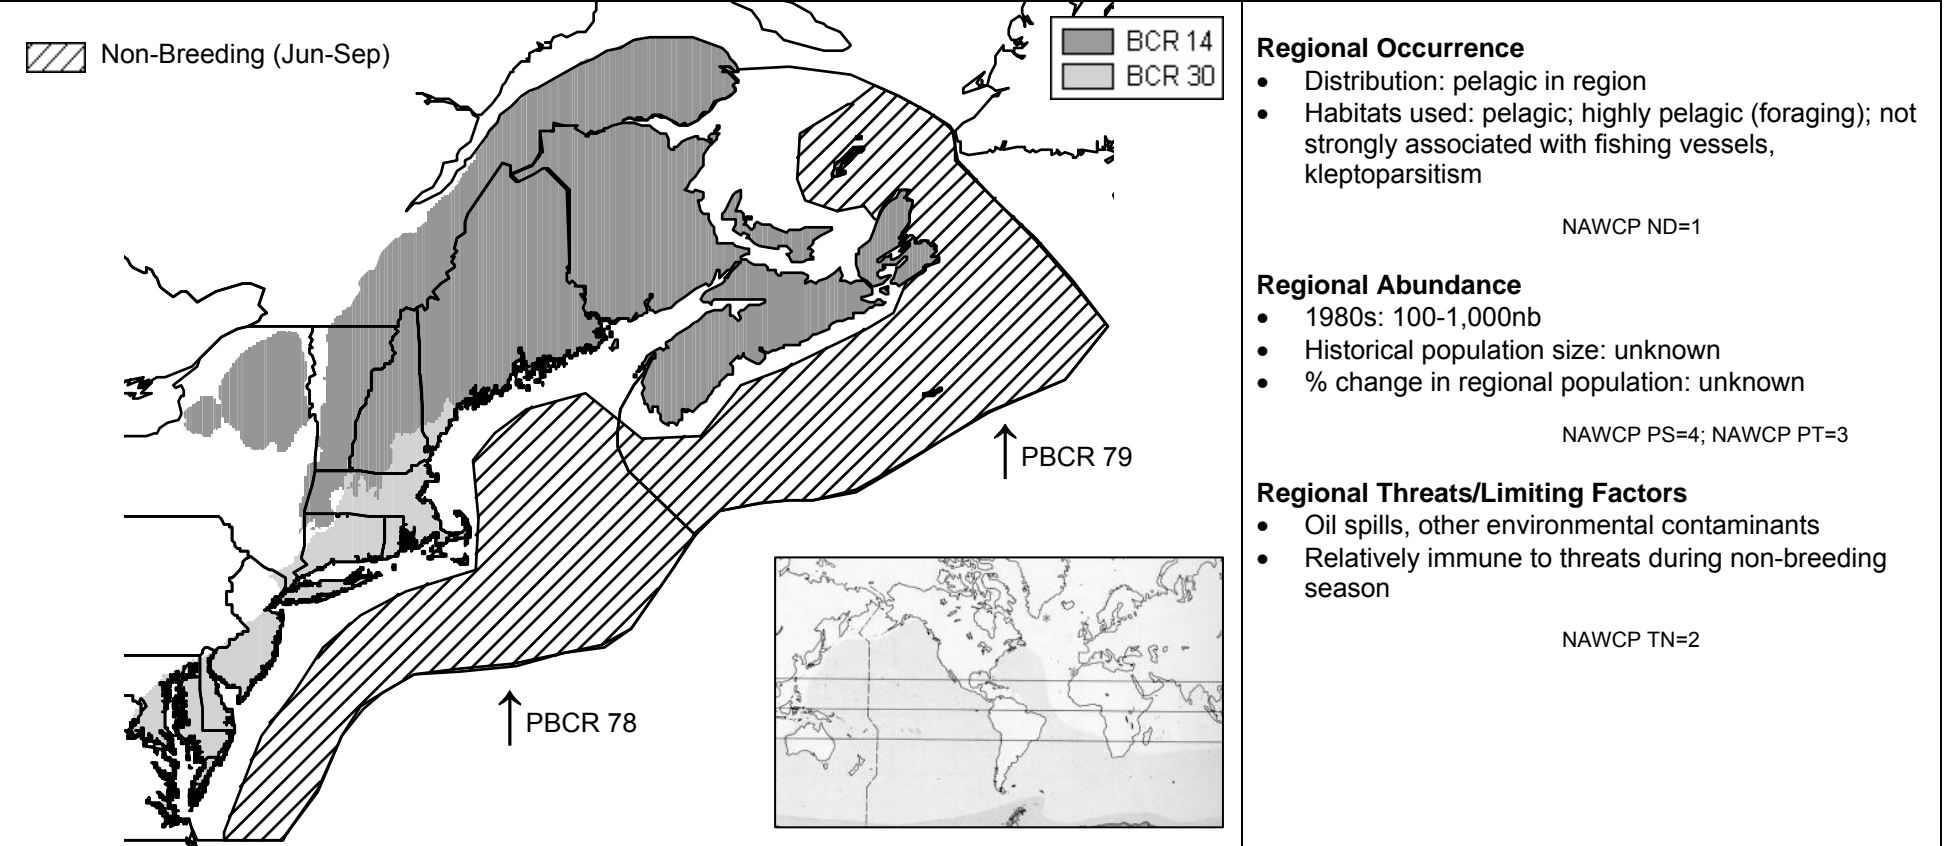 Non-Breeding (Jun-Sep)
BCR 14
BCR 30
PBCR 79
PBCR 78
Regional Occurrence
• Distribution: pelagic in region
• Habitats used: pelagic; highly pelagic (foraging); not
strongly associated with fishing vessels,
kleptoparsitism
NAWCP ND=1
Regional Abundance
• 1980s: 100-1,000nb
• Historical population size: unknown
• % change in regional population: unknown
NAWCP PS=4; NAWCP PT=3
Regional Threats/Limiting Factors
• Oil spills, other environmental contaminants
• Relatively immune to threats during non-breeding
season
NAWCP TN=2